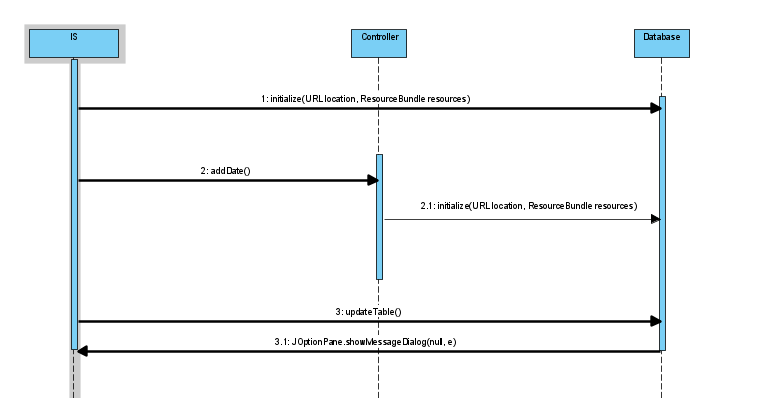 IS
Controller
Database
1: initialize(URL location, ResourceBundle resources)
2: addDate()
2.1: initialize(URL location, ResourceBundle resources)
3: updateTable()
3.1: JOptionPane.showMessageDialog(null, e)